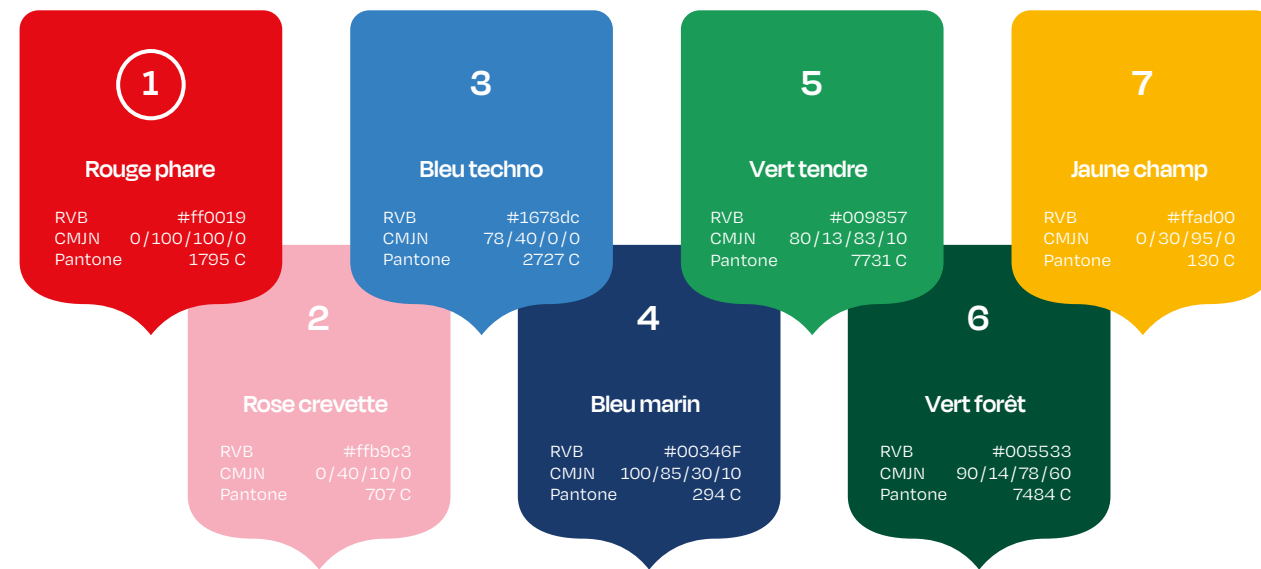 1
Rouge phare
RVB #ff0019
CMJN 0/100/100/0
Pantone 1795 C
2
Rose crevette
RVB #ffb9c3
CMJN 0/40/10/0
Pantone 707 C
3
Bleu techno
RVB #1678dc
CMJN 78/40/0/0
Pantone 2727 C
4
Bleu marin
RVB #00346F
CMJN 100/85/30/10
Pantone 294 C
5
Vert tendre
RVB #009857
CMJN 80/13/83/10
Pantone 7731 C
6
Vert forêt
RVB #005533
CMJN 90/14/78/60
Pantone 7484 C
7
Jaune champ
RVB #ffad00
CMJN 0/30/95/0
Pantone 130 C